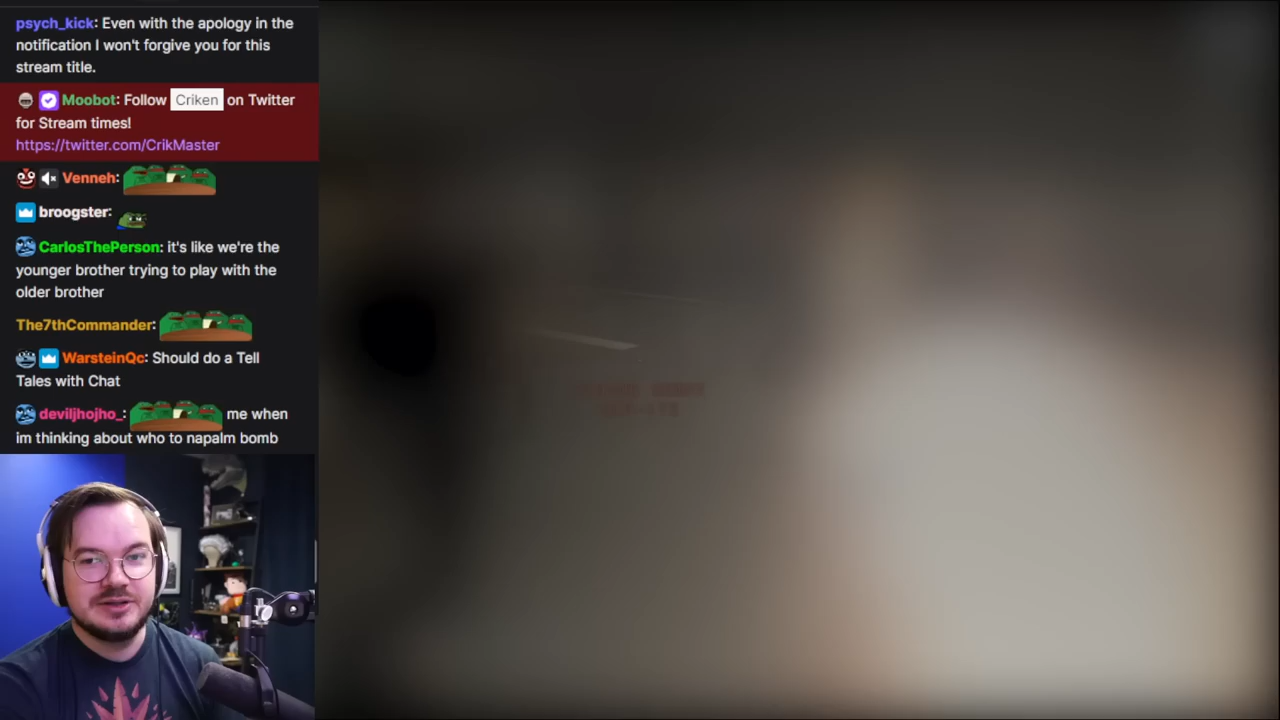 psych_kick: Even with the apology in the
notification I won't forgive you for this
stream title.
Moobot: Follow Criken on Twitter
for Stream times!
https://twitter.com/CrikMaster
Venneh:
broogster:
CarlosThePerson: it's like we're the
younger brother trying to play with the
older brother
The7thCommander:
WarsteinQc: Should do a Tell
Tales with Chat
deviljhojho_: me when
im thinking about who to napalm bomb